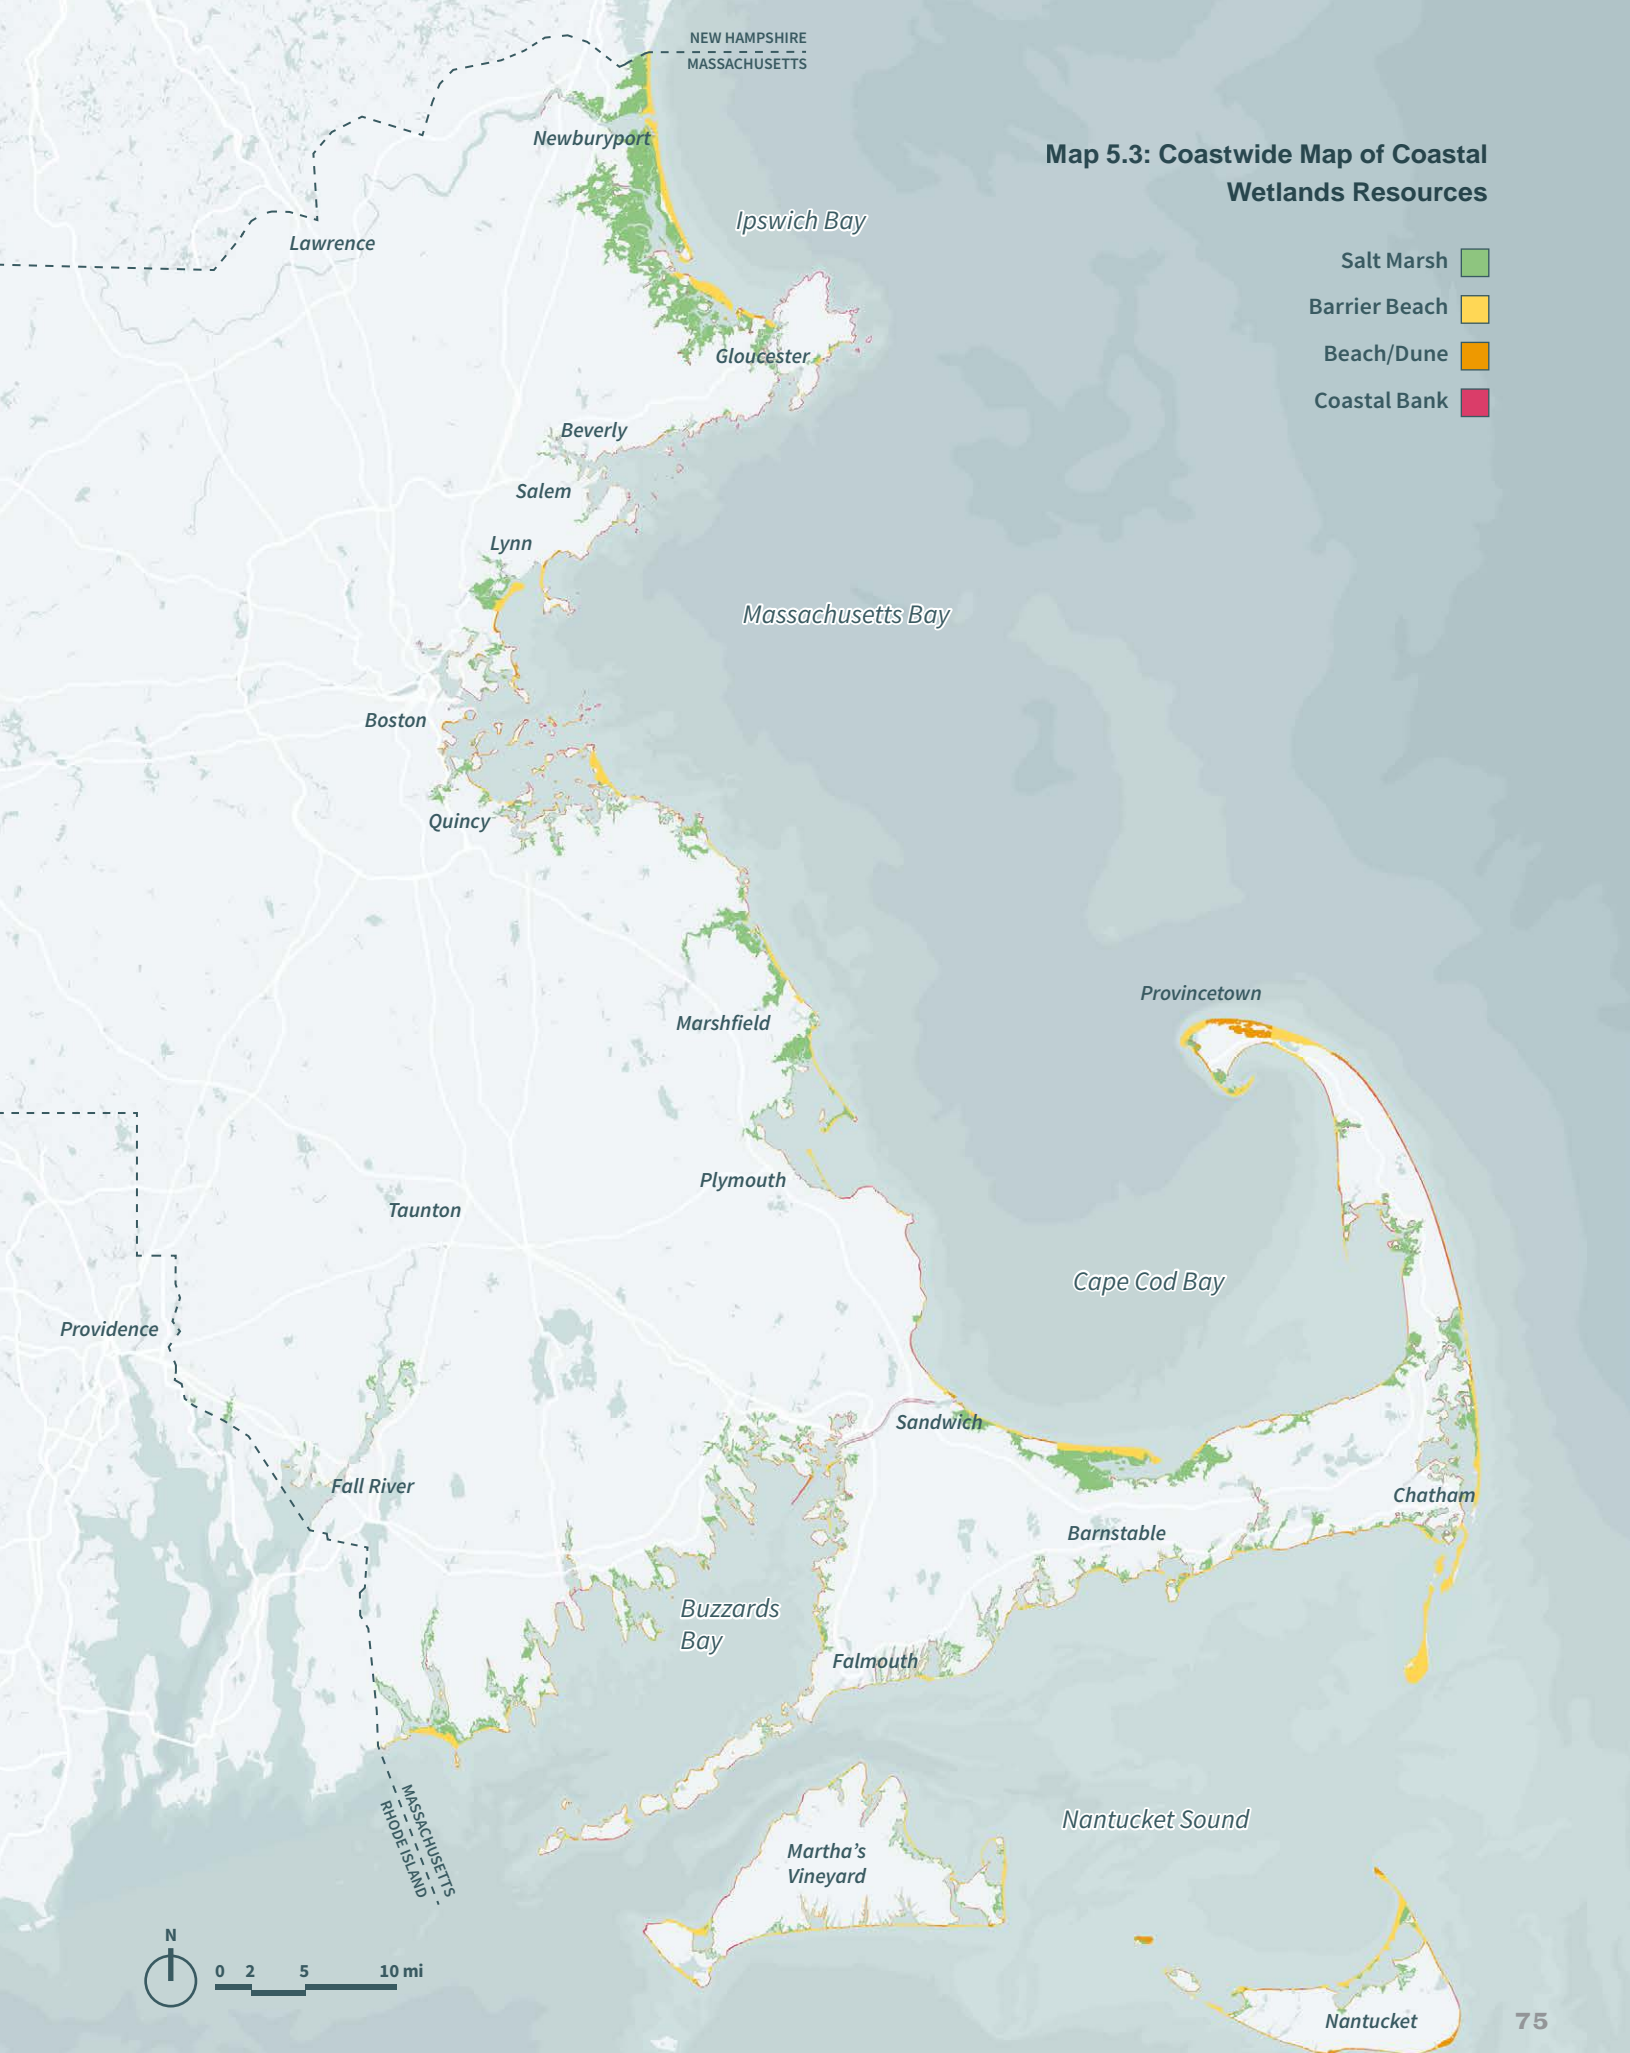 NEW HAMPSHIRE
MASSACHUSETTS
Newburyport
Map 5.3: Coastwide Map of Coastal
Wetlands Resources
Ipswich Bay
Lawrence
Salt Marsh
Barrier Beach
Beach/Dune
Coastal Bank
Gloucester
Beverly
Salem
Lynn
Massachusetts Bay
Boston
Quincy
Provincetown
Marshfield
Plymouth
Taunton
Cape Cod Bay
Providence
Sandwich
Fall River
Chatham
Barnstable
Buzzards
Bay
Falmouth
MASSACHUSETTS
RHODE ISLAND
Nantucket Sound
Martha's
Vineyard
N
0 2 5 10 mi
Nantucket
75